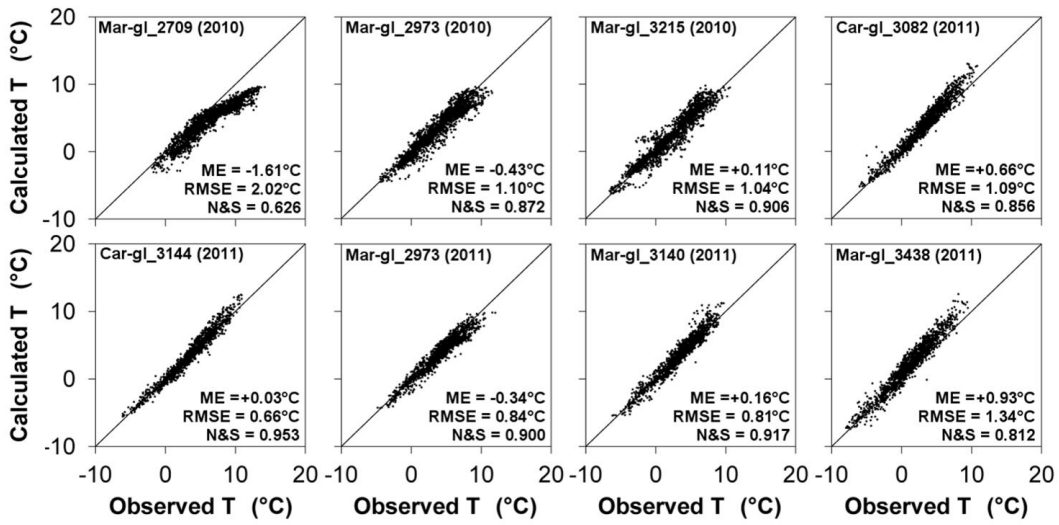 20
10
0
-10
Calculated T (°C)
Mar-gl_2709 (2010)
ME = -1.61°C
RMSE = 2.02°C
N&S = 0.626
Mar-gl_2973 (2010)
ME = -0.43°C
RMSE = 1.10°C
N&S = 0.872
Mar-gl_3215 (2010)
ME = +0.11°C
RMSE = 1.04°C
N&S = 0.906
Car-gl_3082 (2011)
ME =+0.66°C
RMSE = 1.09°C
N&S = 0.856
20
10
0
-10
Calculated T (°C)
Car-gl_3144 (2011)
ME =+0.03°C
RMSE = 0.66°C
N&S = 0.953
Mar-gl_2973 (2011)
ME = -0.34°C
RMSE = 0.84°C
N&S = 0.900
Mar-gl_3140 (2011)
ME =+0.16°C
RMSE = 0.81°C
N&S = 0.917
Mar-gl_3438 (2011)
ME =+0.93°C
RMSE = 1.34°C
N&S = 0.812
-10 0 10 20 -10 0 10 20 -10 0 10 20 -10 0 10 20
Observed T (°C) Observed T (°C) Observed T (°C) Observed T (°C)